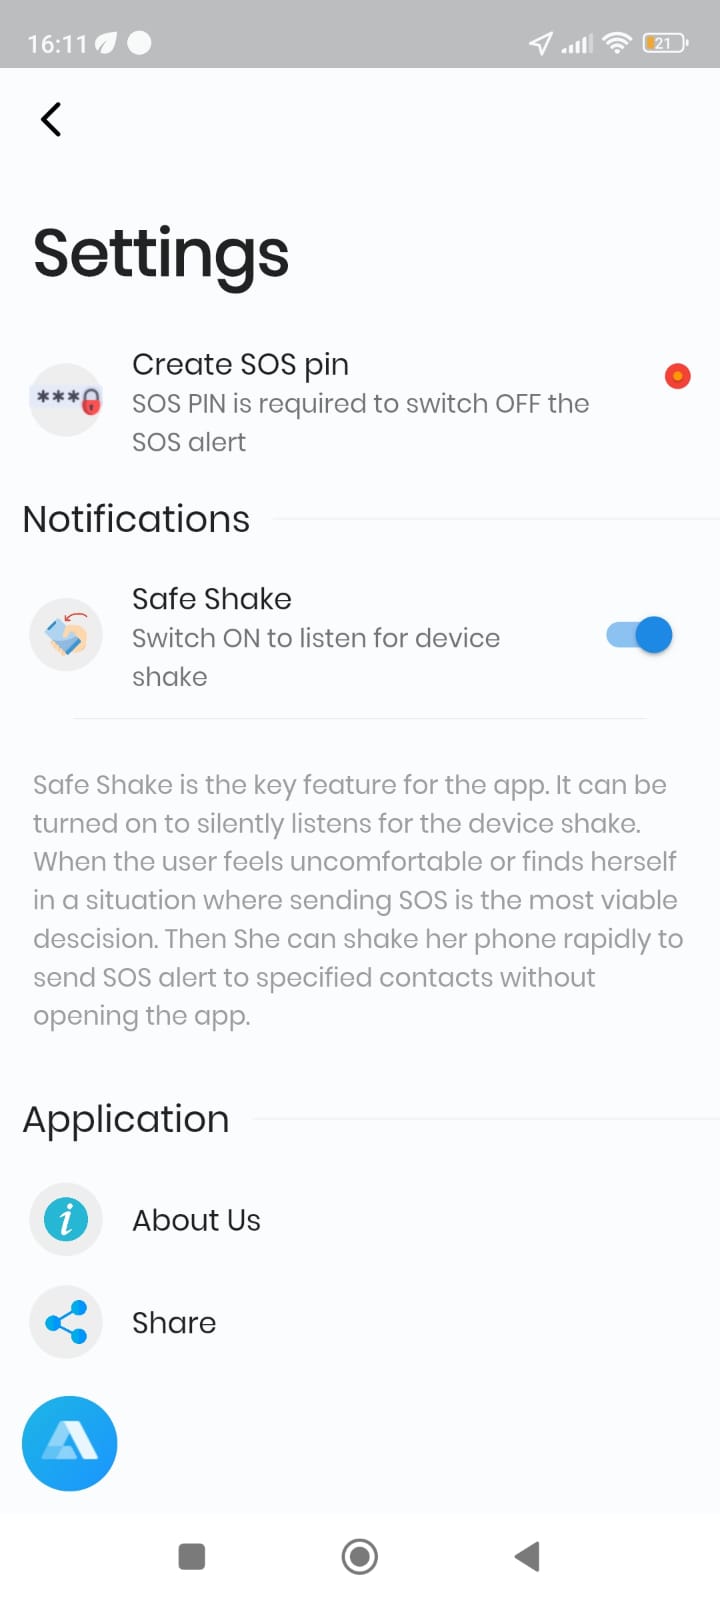 16:11
21
Settings
***
Create SOS pin
SOS PIN is required to switch OFF the
SOS alert
Notifications
Safe Shake
Switch ON to listen for device
shake
Safe Shake is the key feature for the app. It can be
turned on to silently listens for the device shake.
When the user feels uncomfortable or finds herself
in a situation where sending SOS is the most viable
descision. Then She can shake her phone rapidly to
send SOS alert to specified contacts without
opening the app.
Application
i
About Us
Share